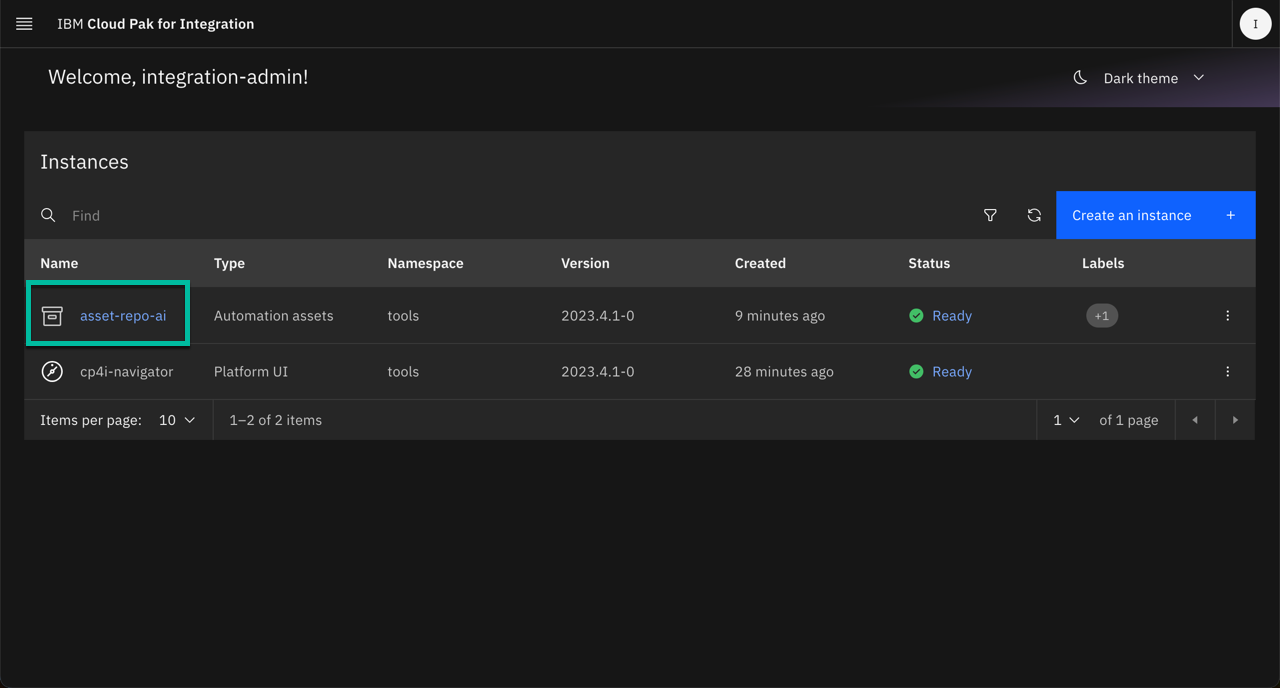 IBM Cloud Pak for Integration
I
Welcome, integration-admin!
Dark theme
Instances
Find
Create an instance +
Name Type Namespace Version Created Status Labels
asset-repo-ai Automation assets tools 2023.4.1-0 9 minutes ago Ready +1
cp4i-navigator Platform UI tools 2023.4.1-0 28 minutes ago Ready
Items per page: 10 1–2 of 2 items 1 of 1 page